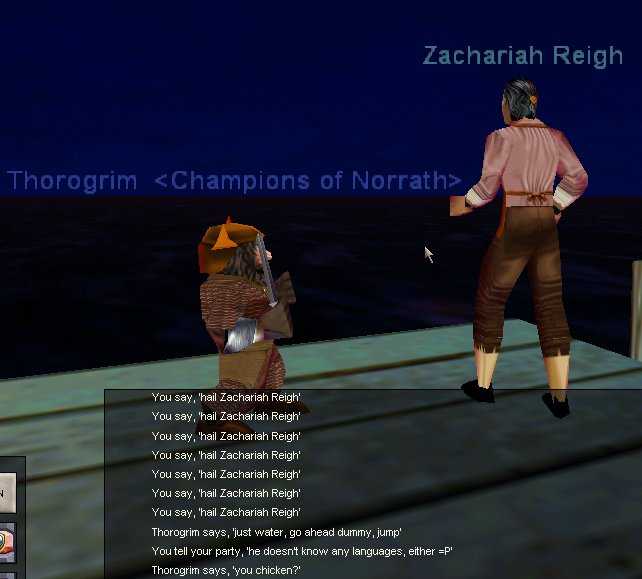 Zachariah Reigh
Thorogrim <Champions of Norrath>
You say, 'hail Zachariah Reigh'
You say, 'hail Zachariah Reigh'
You say, 'hail Zachariah Reigh'
You say, 'hail Zachariah Reigh'
You say, 'hail Zachariah Reigh'
You say, 'hail Zachariah Reigh'
You say, 'hail Zachariah Reigh'
Thorogrim says, 'just water, go ahead dummy, jump'
You tell your party, 'he doesn't know any languages, either =P'
Thorogrim says, 'you chicken?'